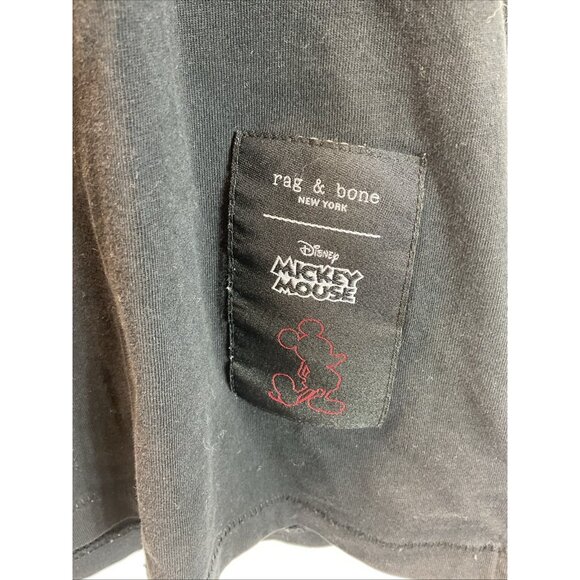 rag & bone
NEW YORK
Disney
MICKEY
MOUSE